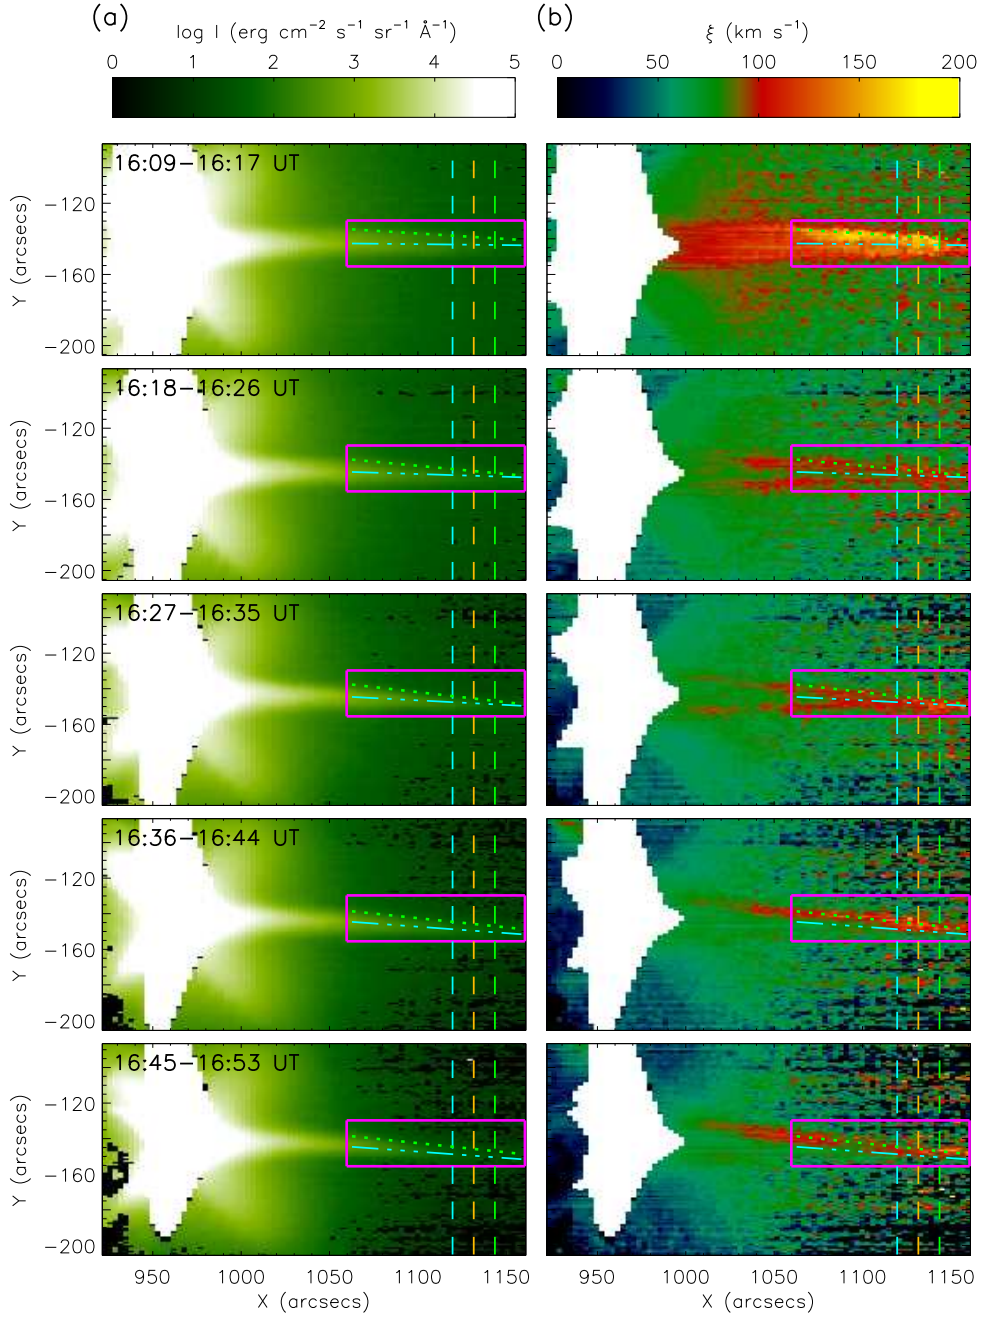 (a) (b)
log I (erg cm⁻² s⁻¹ sr⁻¹ Å⁻¹) ξ (km s⁻¹)
0 1 2 3 4 5 0 50 100 150 200
16:09−16:17 UT
Y (arcsecs)
−120
−160
−200
16:18−16:26 UT
Y (arcsecs)
−120
−160
−200
16:27−16:35 UT
Y (arcsecs)
−120
−160
−200
16:36−16:44 UT
Y (arcsecs)
−120
−160
−200
16:45−16:53 UT
Y (arcsecs)
−120
−160
−200
950 1000 1050 1100 1150 950 1000 1050 1100 1150
X (arcsecs) X (arcsecs)